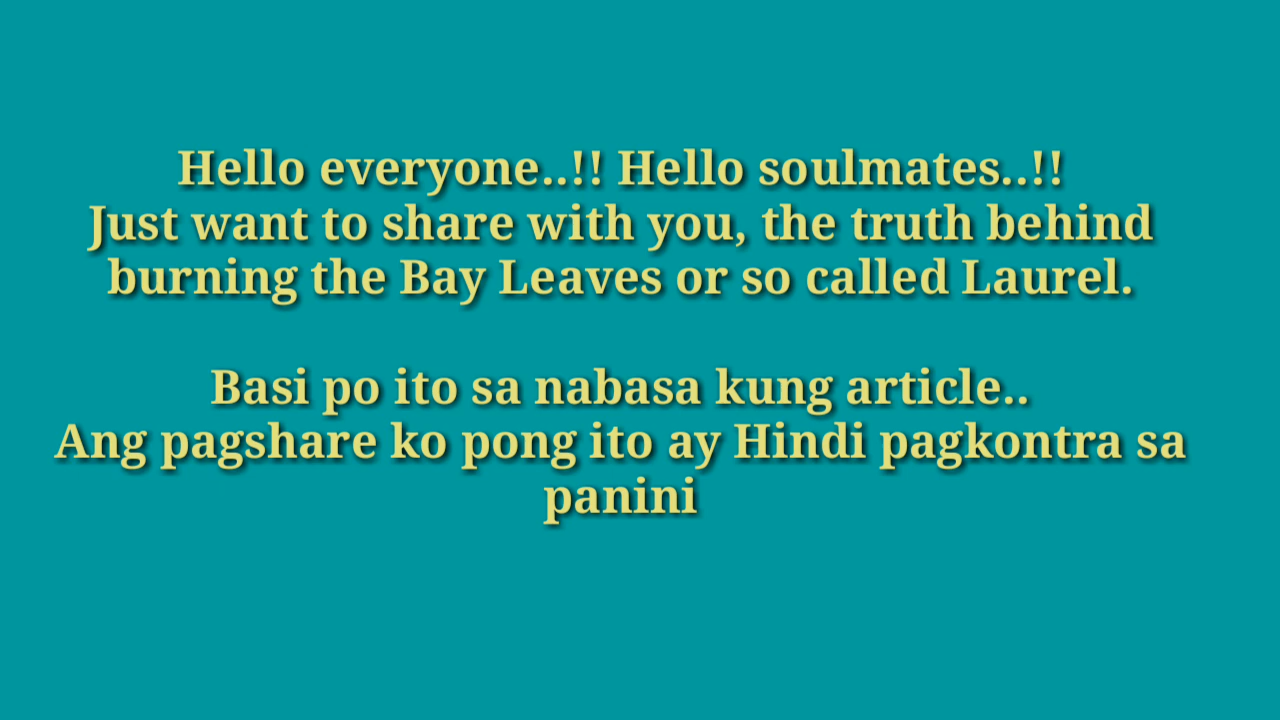 Hello everyone..!! Hello soulmates..!!
Just want to share with you, the truth behind
burning the Bay Leaves or so called Laurel.
Basi po ito sa nabasa kung article..
Ang pagshare ko pong ito ay Hindi pagkontra sa
panini